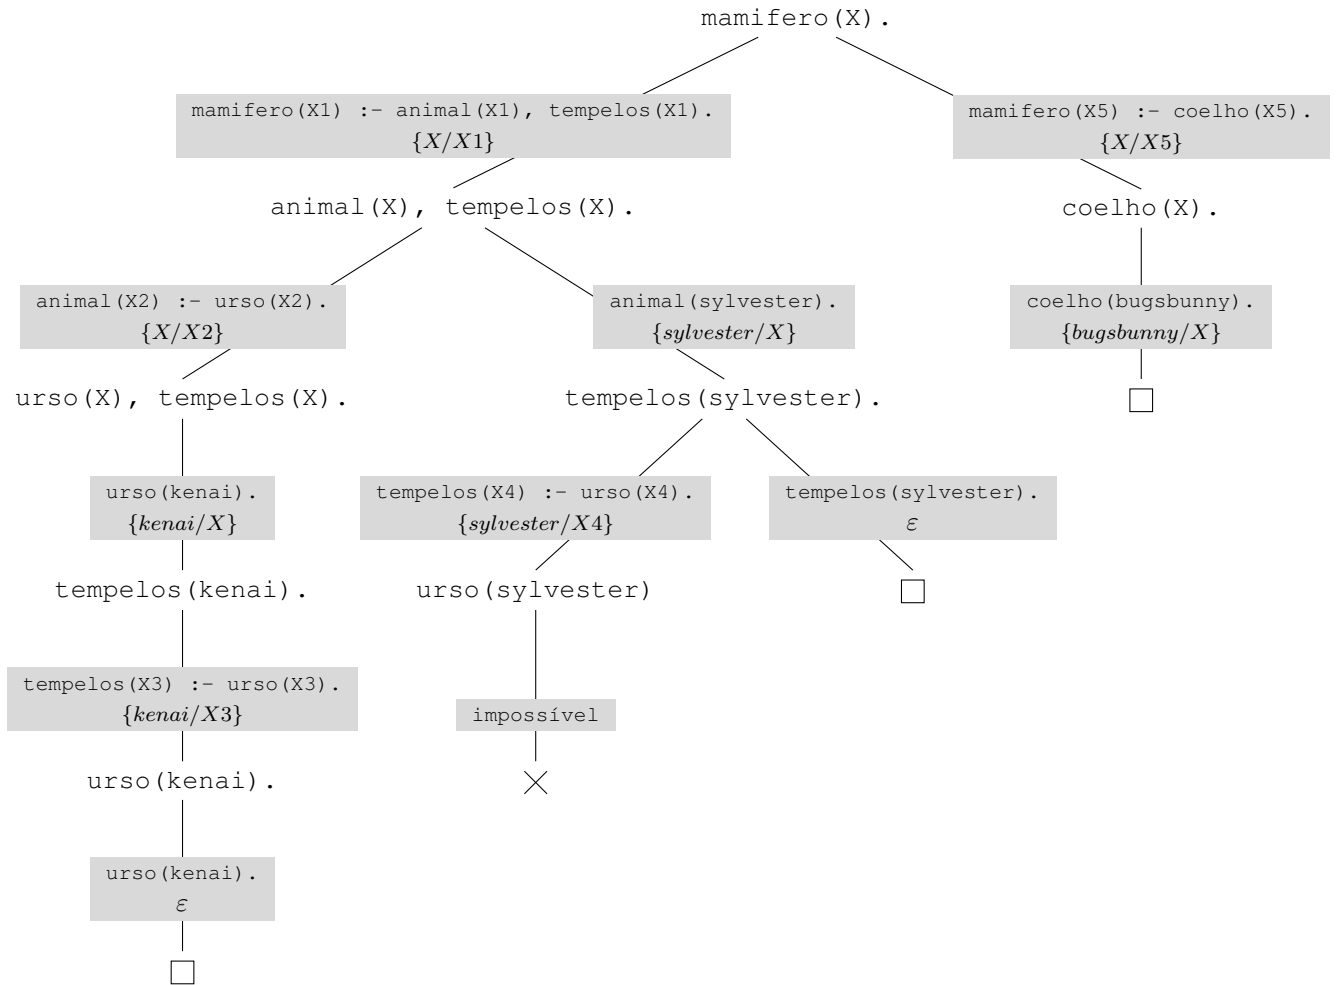 mamifero(X).
mamifero(X1) :- animal(X1), tempelos(X1).
{X/X1}
mamifero(X5) :- coelho(X5).
{X/X5}
animal(X), tempelos(X).
coelho(X).
animal(X2) :- urso(X2).
{X/X2}
animal(sylvester).
{sylvester/X}
coelho(bugsbunny).
{bugsbunny/X}
urso(X), tempelos(X).
tempelos(sylvester).
urso(kenai).
{kenai/X}
tempelos(X4) :- urso(X4).
{sylvester/X4}
tempelos(sylvester).
ε
tempelos(kenai).
urso(sylvester)
tempelos(X3) :- urso(X3).
{kenai/X3}
impossível
urso(kenai).
urso(kenai).
ε